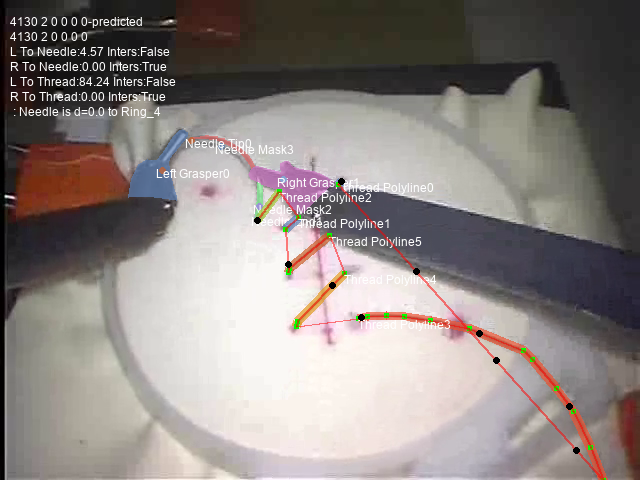 4130 2 0 0 0 0-predicted
4130 2 0 0 0 0
L To Needle:4.57 Inters:False
R To Needle:0.00 Inters:True
L To Thread:84.24 Inters:False
R To Thread:0.00 Inters:True
: Needle is d=0.0 to Ring_4
Needle Tip0
Needle Mask3
Left Grasper0
Right Grasper1
Thread Polyline0
Thread Polyline2
Needle Mask2
Thread Polyline1
Thread Polyline5
Thread Polyline4
Thread Polyline3